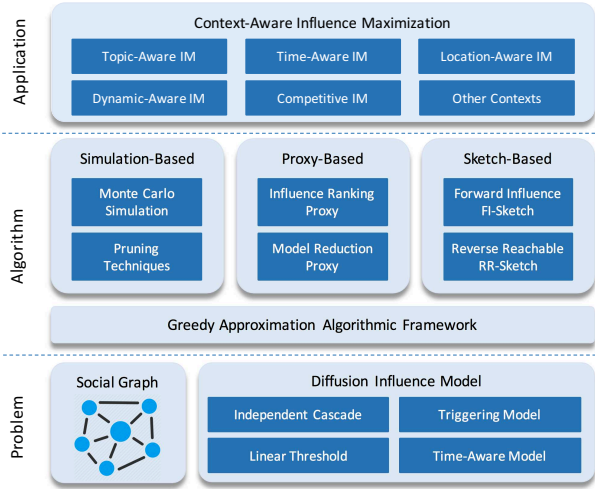 Application
Context-Aware Influence Maximization
Topic-Aware IM
Time-Aware IM
Location-Aware IM
Dynamic-Aware IM
Competitive IM
Other Contexts
Algorithm
Simulation-Based
Monte Carlo
Simulation
Pruning
Techniques
Proxy-Based
Influence Ranking
Proxy
Model Reduction
Proxy
Sketch-Based
Forward Influence
FI-Sketch
Reverse Reachable
RR-Sketch
Greedy Approximation Algorithmic Framework
Problem
Social Graph
Diffusion Influence Model
Independent Cascade
Triggering Model
Linear Threshold
Time-Aware Model